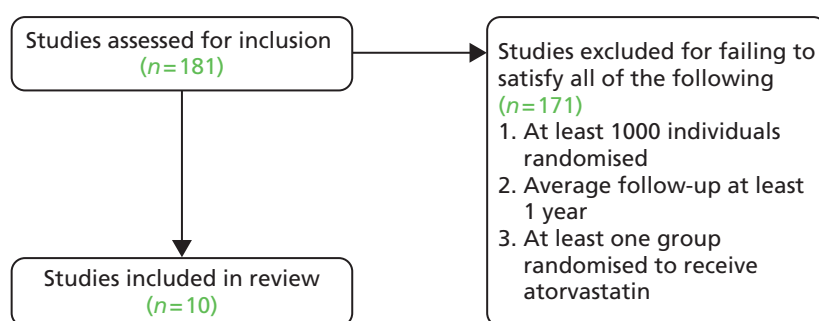 Studies assessed for inclusion
(n=181)
Studies excluded for failing to
satisfy all of the following
(n=171)
1. At least 1000 individuals
randomised
2. Average follow-up at least
1 year
3. At least one group
randomised to receive
atorvastatin
Studies included in review
(n=10)